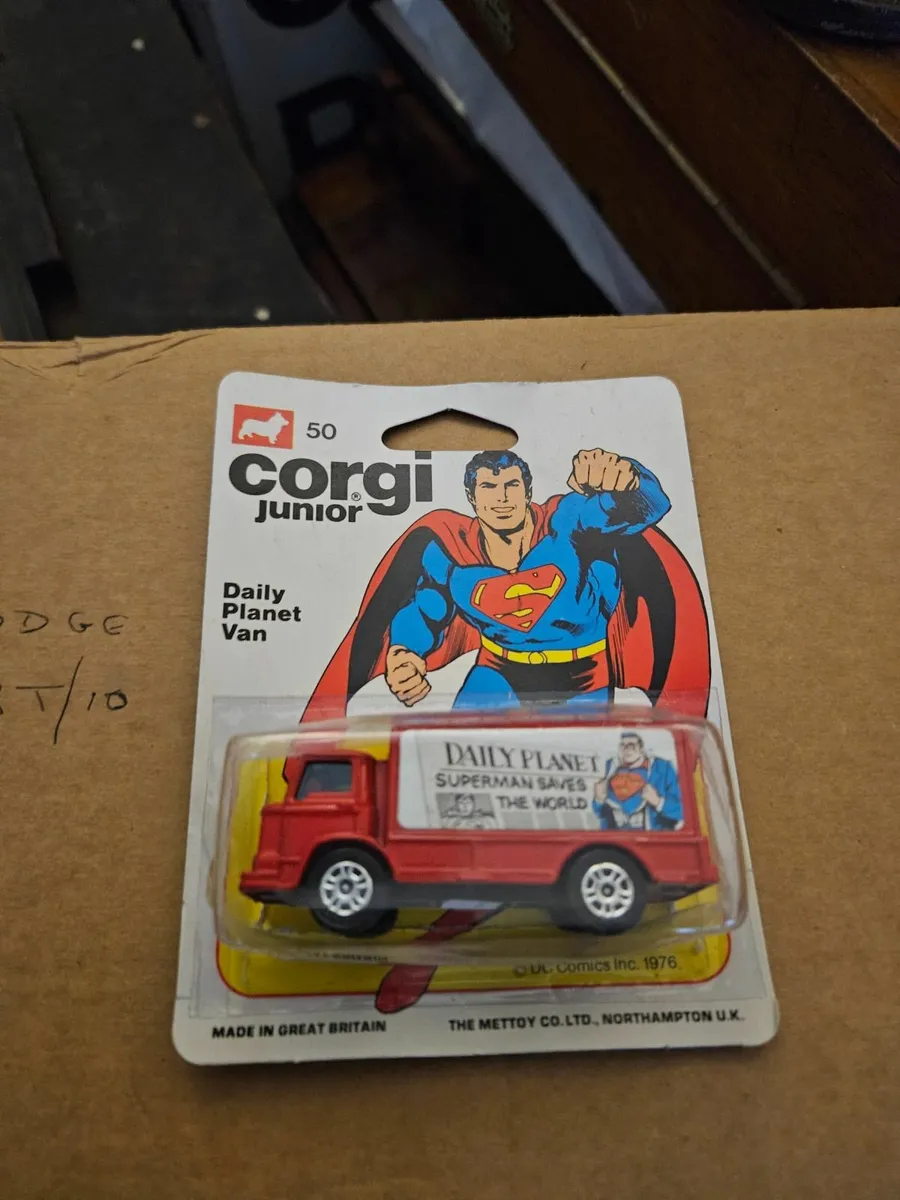 50
corgi®
junior
Daily
Planet
Van
DGE
T/10
DAILY PLANET
SUPERMAN SAVES
THE WORLD
© DC Comics Inc. 1976
MADE IN GREAT BRITAIN
THE METTOY CO. LTD., NORTHAMPTON U.K.